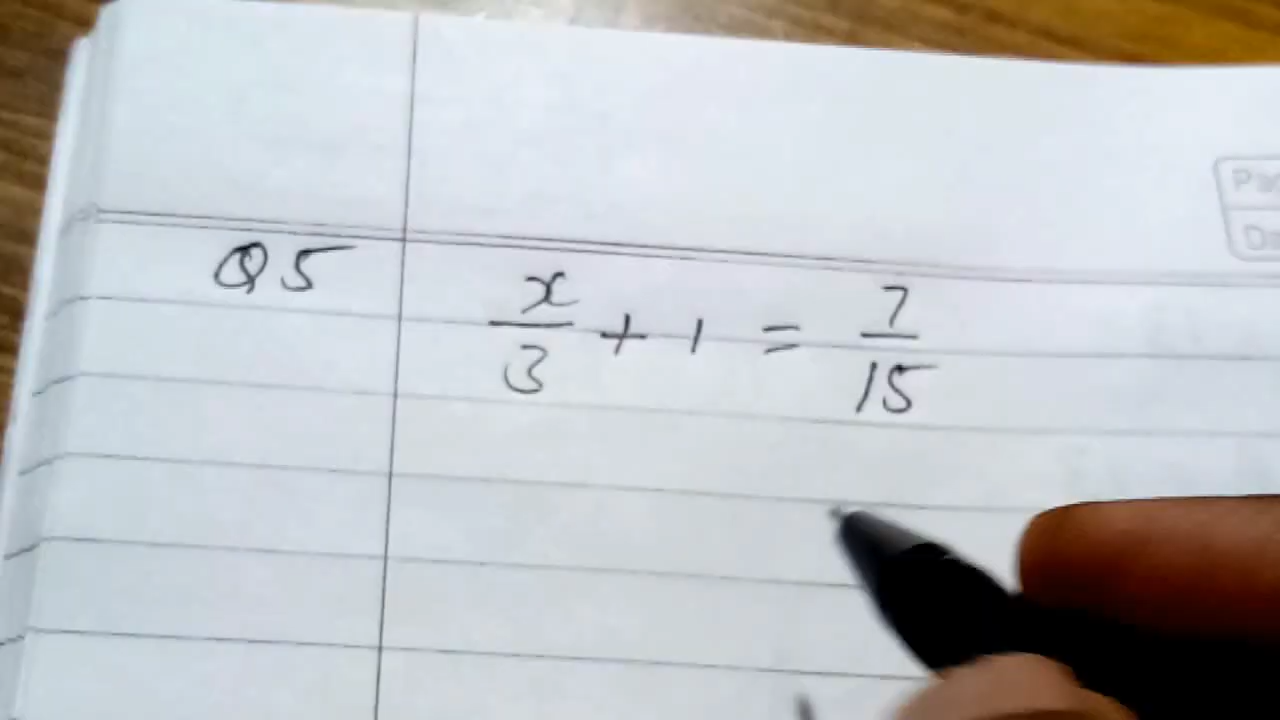 Q5 x/3 + 1 = 7/15